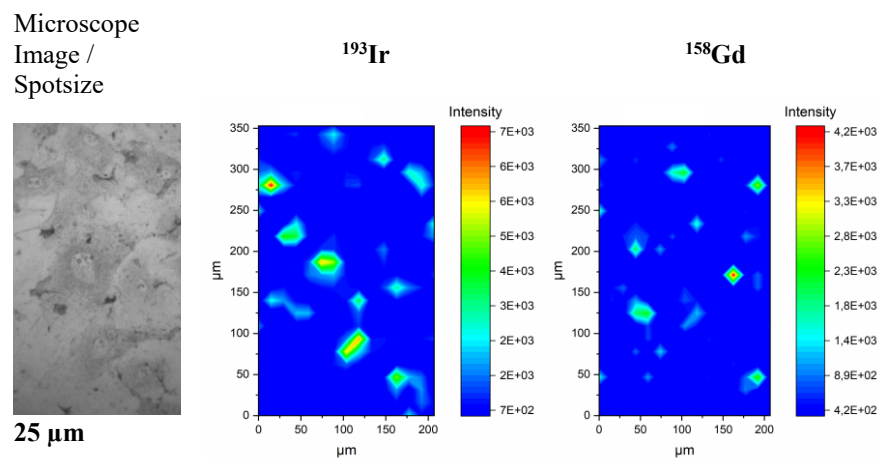 Microscope
Image /
Spotsize
¹⁹³Ir
¹⁵⁸Gd
25 µm
Intensity
7E+03
6E+03
5E+03
4E+03
3E+03
2E+03
2E+03
7E+02
350
300
250
200
150
100
50
0
µm
0 50 100 150 200
µm
Intensity
4,2E+03
3,7E+03
3,3E+03
2,8E+03
2,3E+03
1,8E+03
1,4E+03
8,9E+02
4,2E+02
350
300
250
200
150
100
50
0
µm
0 50 100 150 200
µm